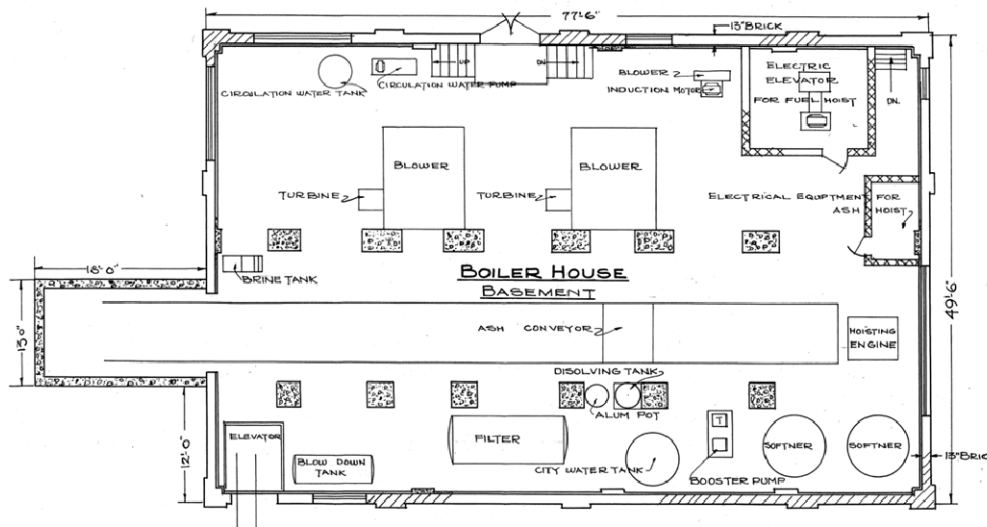 77'-6"
13" BRICK
UP
DN.
CIRCULATION WATER TANK
CIRCULATION WATER PUMP
BLOWER
INDUCTION MOTOR
ELECTRIC
ELEVATOR
FOR FUEL HOIST
DN.
BLOWER
BLOWER
TURBINE
TURBINE
ELECTRICAL EQUPTMENT FOR
ASH HOIST
18'-0"
BRINE TANK
BOILER HOUSE
BASEMENT
49'-6"
13'-0"
ASH CONVEYOR
HOISTING
ENGINE
DISOLVING TANK
ALUM POT
12'-0"
ELEVATOR
BLOW DOWN
TANK
FILTER
CITY WATER TANK
T
BOOSTER PUMP
SOFTNER
SOFTNER
13" BRIC